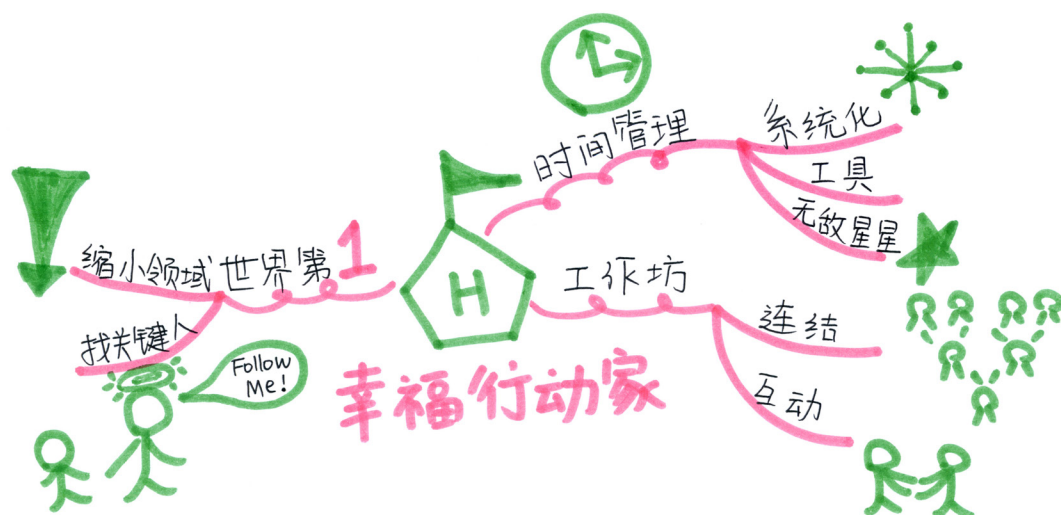 时间管理
系统化
工具
无敌星星
缩小领域
世界第1
找关键人
Follow
Me!
H
工作坊
连结
互动
幸福行动家